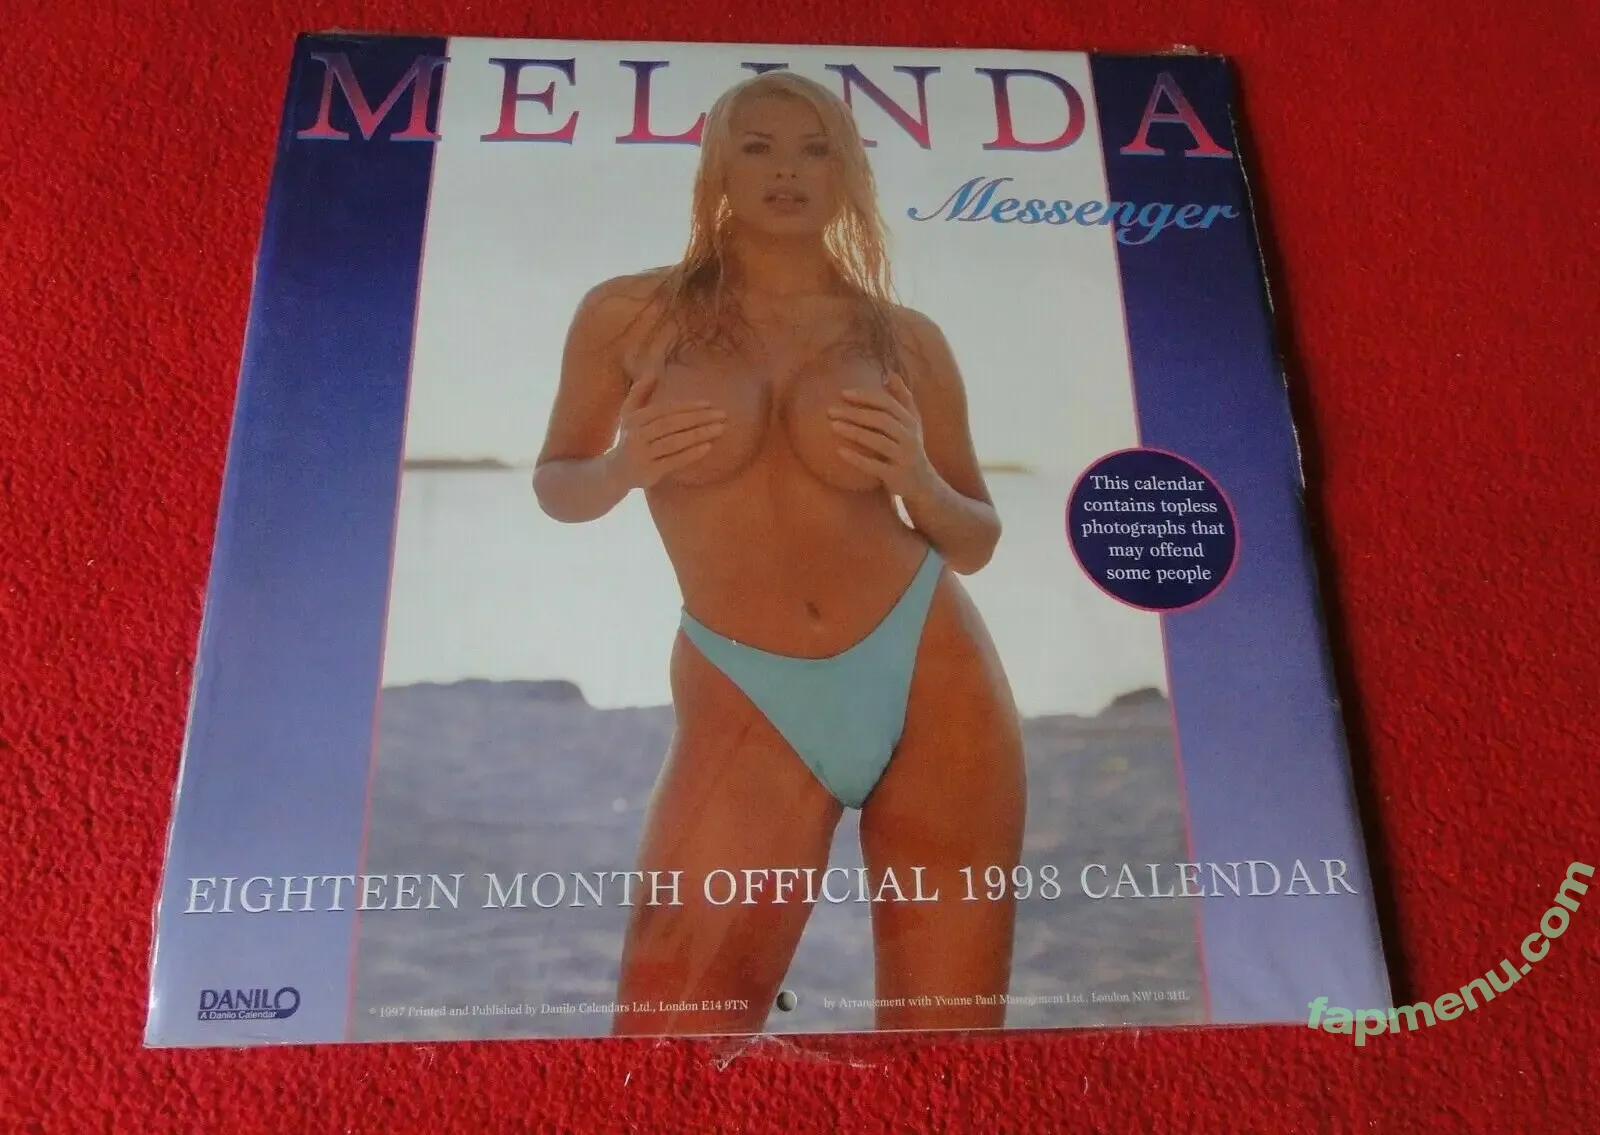 MELINDA
Messenger
This calendar
contains topless
photographs that
may offend
some people
EIGHTEEN MONTH OFFICIAL 1998 CALENDAR
DANILO
A Danilo Calendar
© 1997 Printed and Published by Danilo Calendars Ltd., London E14 9TN
by Arrangement with Yvonne Paul Management Ltd., London NW10 3HL
fapmenu.com